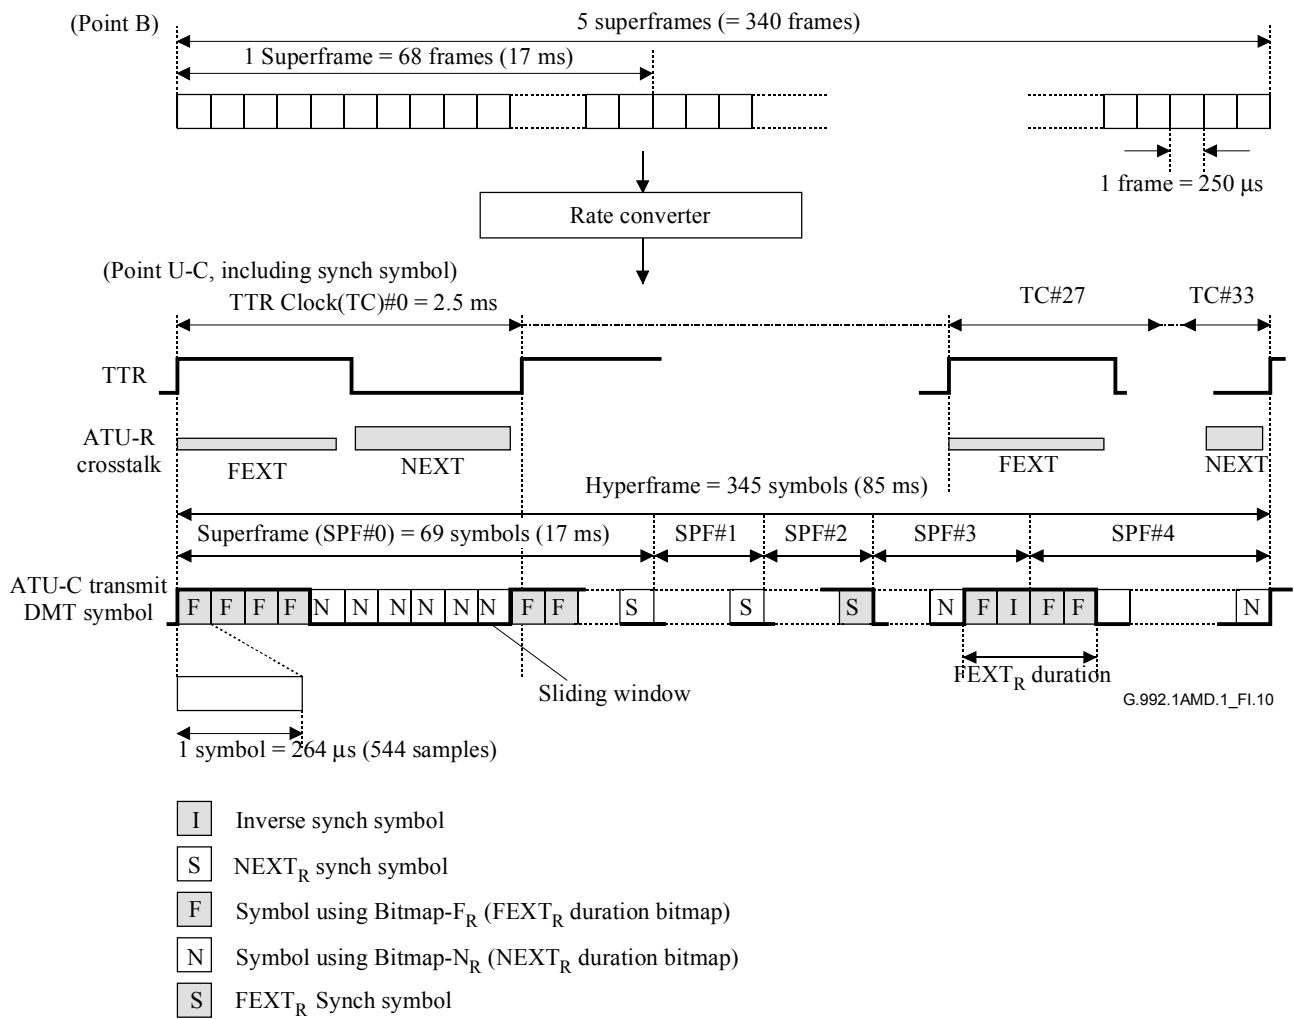 (Point B)
5 superframes (= 340 frames)
1 Superframe = 68 frames (17 ms)
1 frame = 250 μs
Rate converter
(Point U-C, including synch symbol)
TTR Clock(TC)#0 = 2.5 ms
TC#27
TC#33
TTR
ATU-R
crosstalk
FEXT
NEXT
FEXT
NEXT
Hyperframe = 345 symbols (85 ms)
Superframe (SPF#0) = 69 symbols (17 ms)
SPF#1
SPF#2
SPF#3
SPF#4
ATU-C transmit
DMT symbol
F F F F N N N N N N F F S S S N F I F F N
Sliding window
FEXTR duration
G.992.1AMD.1_FI.10
1 symbol = 264 μs (544 samples)
I Inverse synch symbol
S NEXTR synch symbol
F Symbol using Bitmap-FR (FEXTR duration bitmap)
N Symbol using Bitmap-NR (NEXTR duration bitmap)
S FEXTR Synch symbol